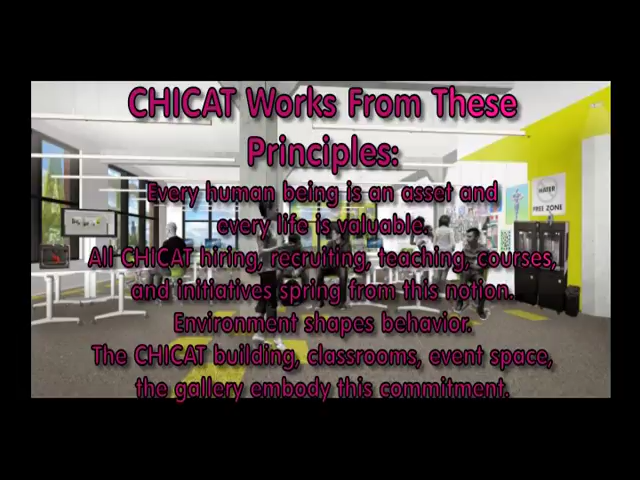 CHICAT Works From These
Principles:
Every human being is an asset and
every life is valuable.
All CHICAT hiring, recruiting, teaching, courses,
and initiatives spring from this notion.
Environment shapes behavior.
The CHICAT building, classrooms, event space,
the gallery embody this commitment.
HATER
FREE ZONE